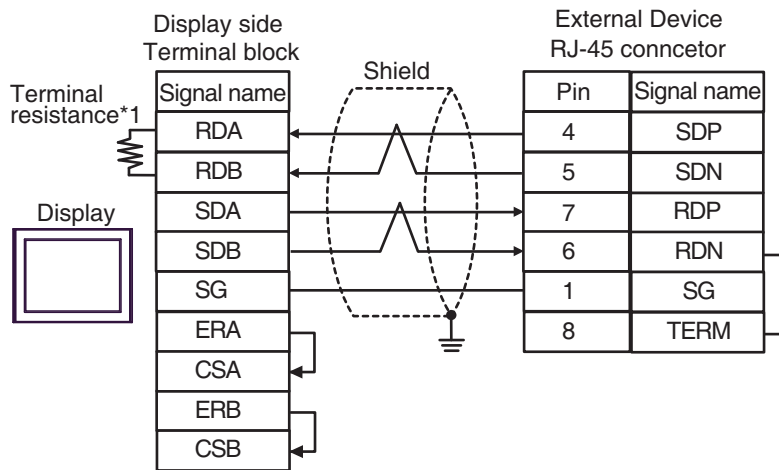 Display side
Terminal block
External Device
RJ-45 conncetor
Shield
Terminal
resistance*1
Display
Signal name
RDA
RDB
SDA
SDB
SG
ERA
CSA
ERB
CSB
Pin Signal name
4 SDP
5 SDN
7 RDP
6 RDN
1 SG
8 TERM